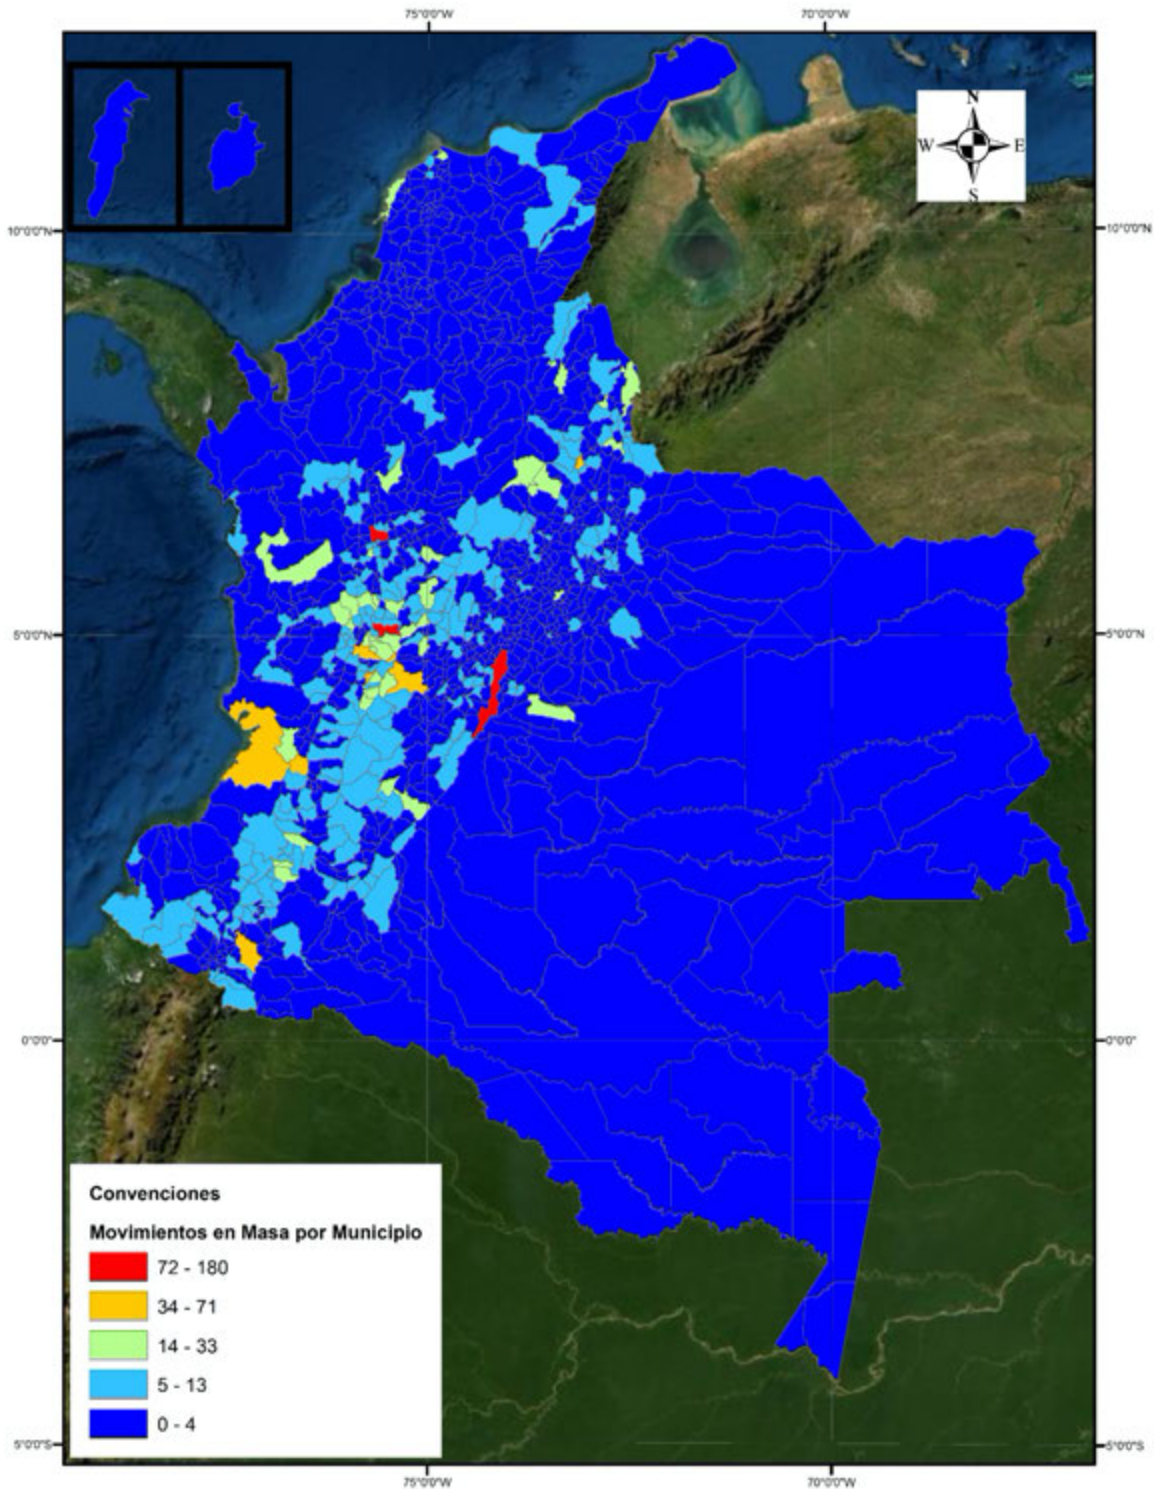 75°0'0"W 70°0'0"W
N
W E
S
10°0'0"N 10°0'0"N
5°0'0"N 5°0'0"N
0°0'0" 0°0'0"
Convenciones
Movimientos en Masa por Municipio
72 - 180
34 - 71
14 - 33
5 - 13
0 - 4
5°0'0"S 5°0'0"S
75°0'0"W 70°0'0"W